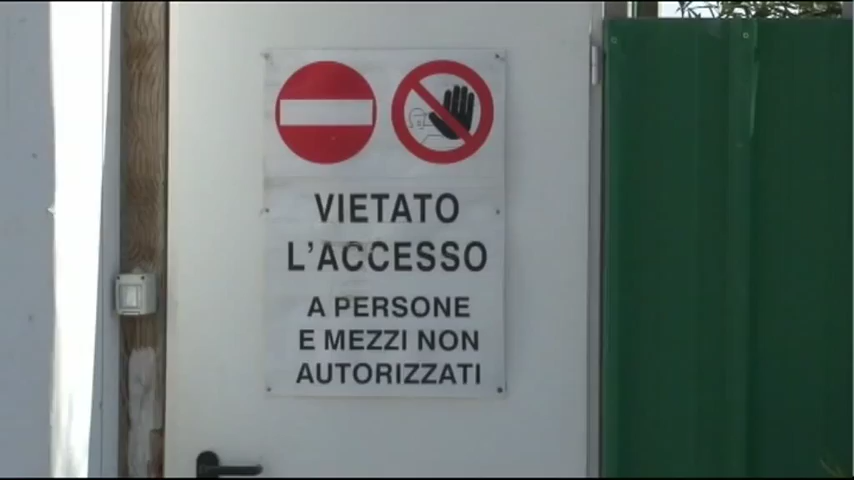 VIETATO
L'ACCESSO
A PERSONE
E MEZZI NON
AUTORIZZATI